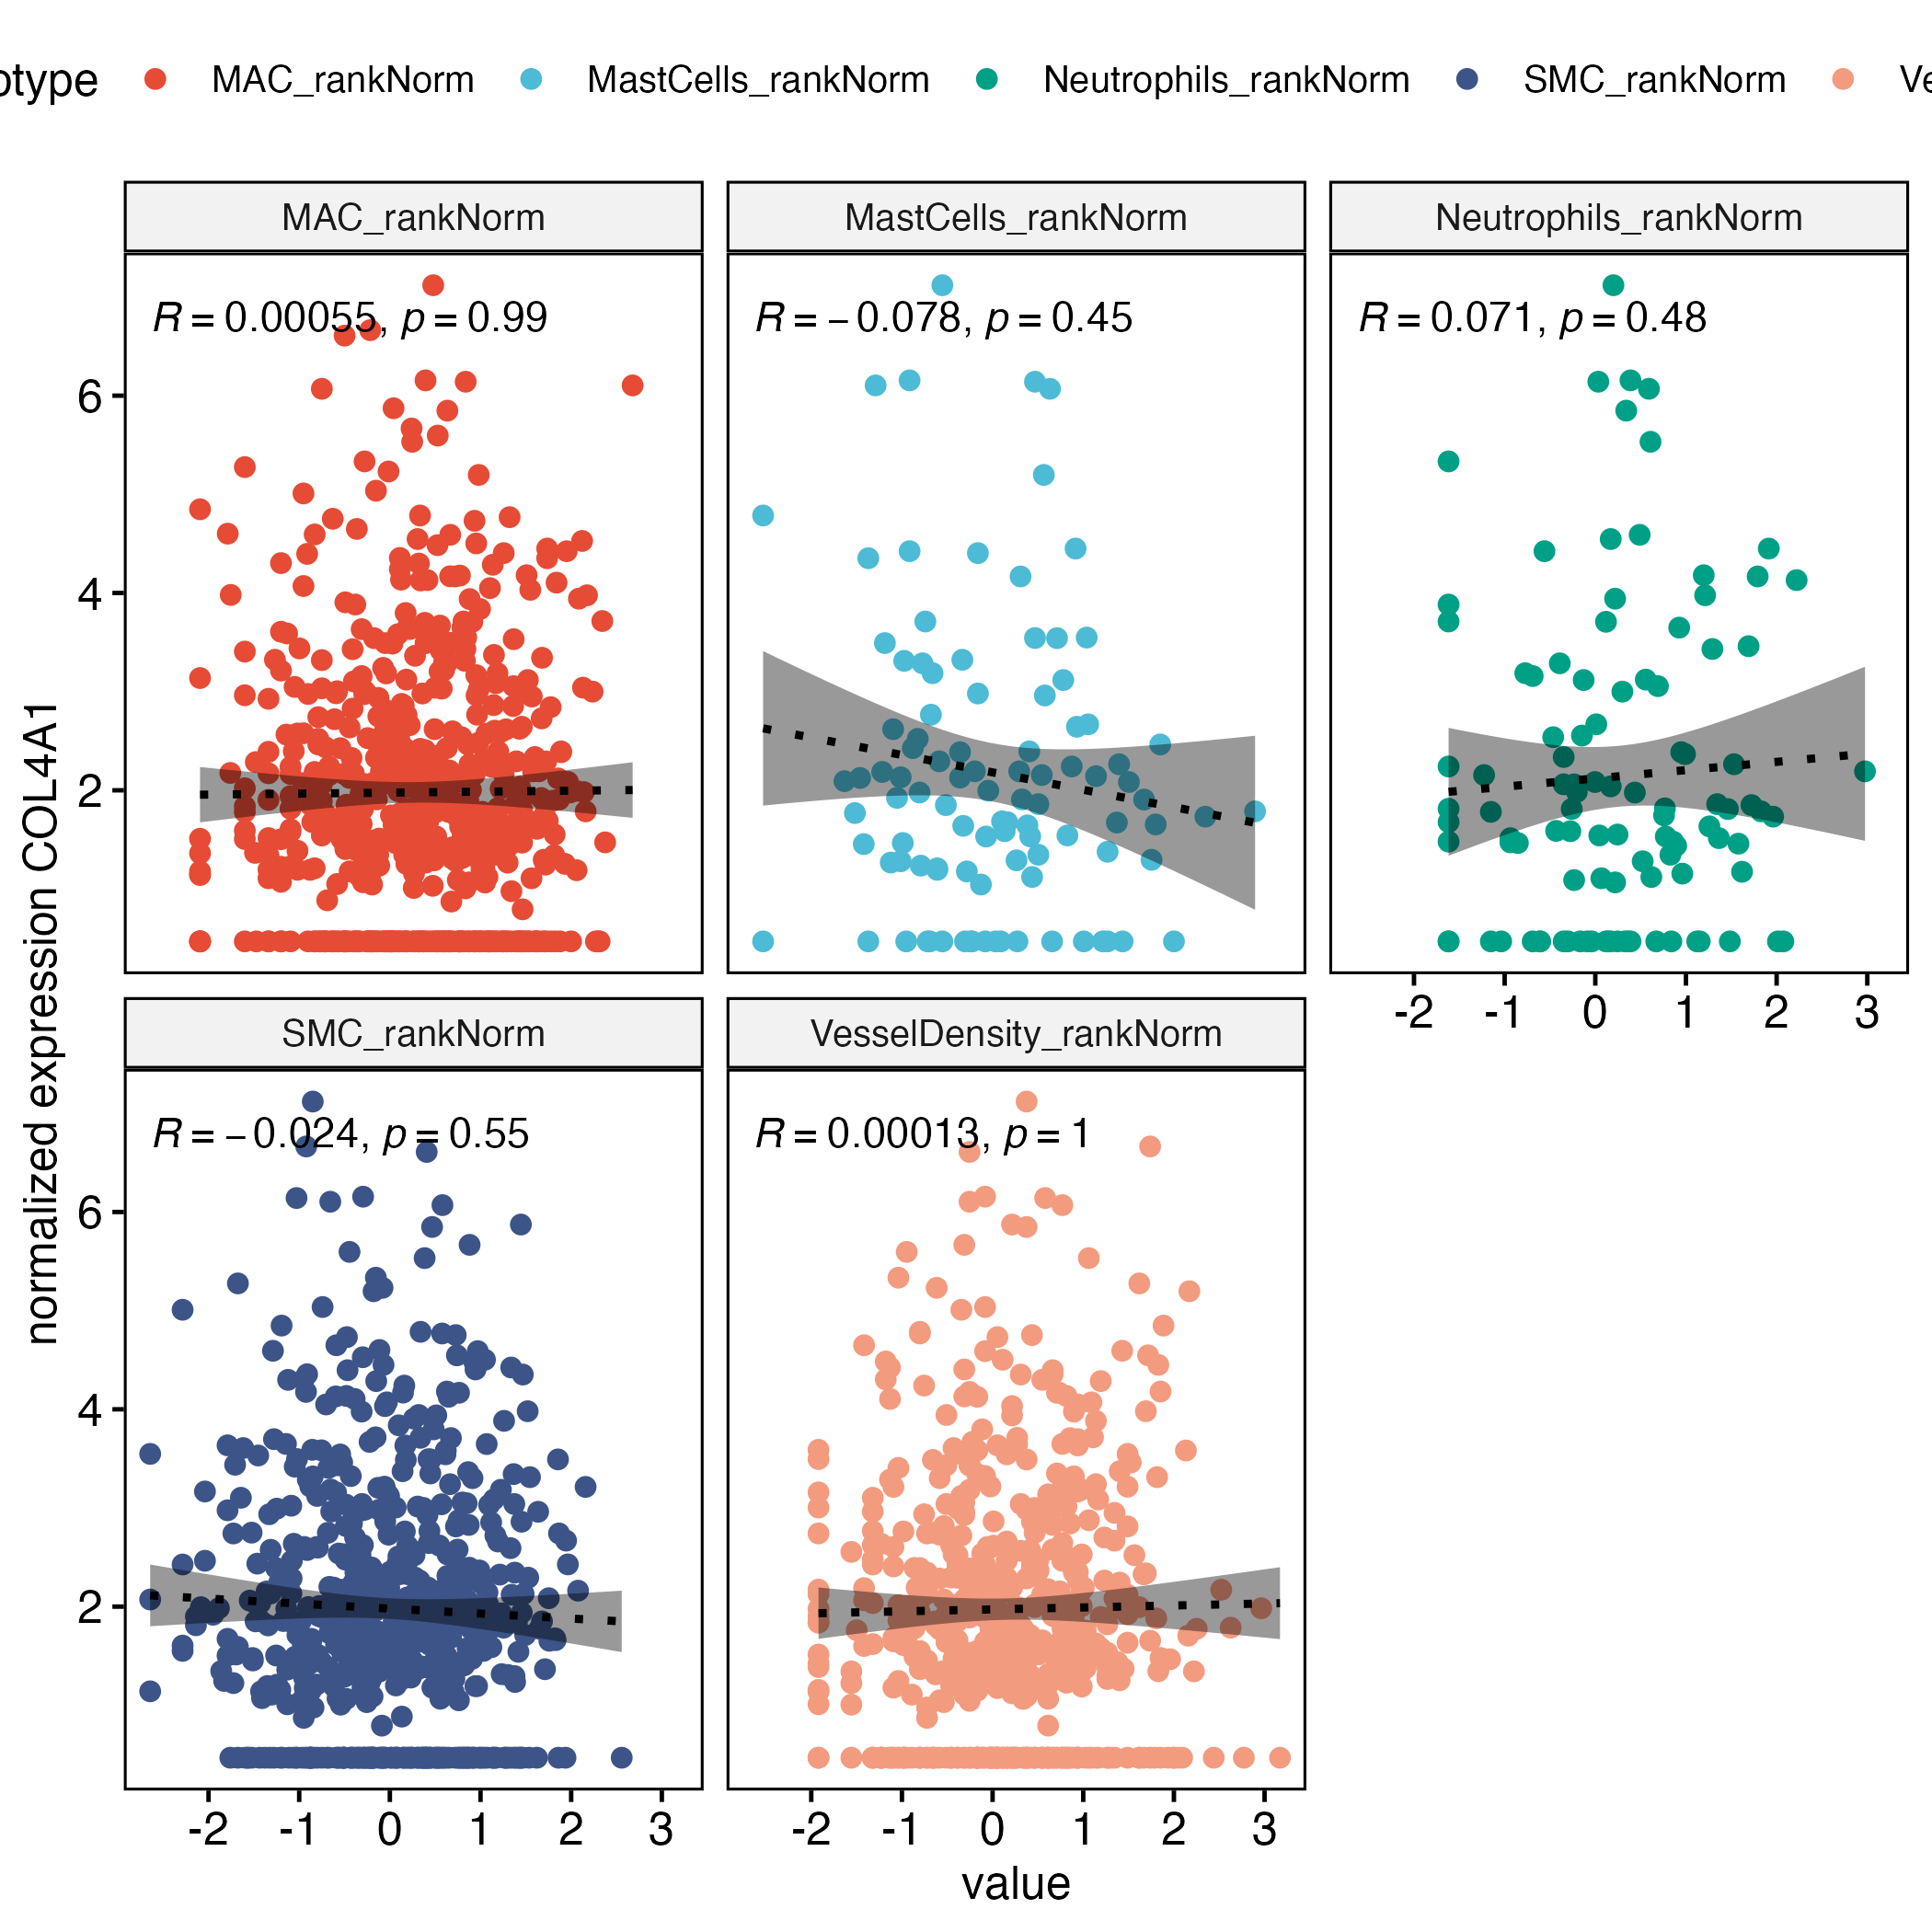 otype MAC_rankNorm MastCells_rankNorm Neutrophils_rankNorm SMC_rankNorm Ve
MAC_rankNorm MastCells_rankNorm Neutrophils_rankNorm
R = 0.00055, p = 0.99 R = −0.078, p = 0.45 R = 0.071, p = 0.48
6
4
2
-2 -1 0 1 2 3
SMC_rankNorm VesselDensity_rankNorm
R = −0.024, p = 0.55 R = 0.00013, p = 1
6
4
2
-2 -1 0 1 2 3 -2 -1 0 1 2 3
value
normalized expression COL4A1